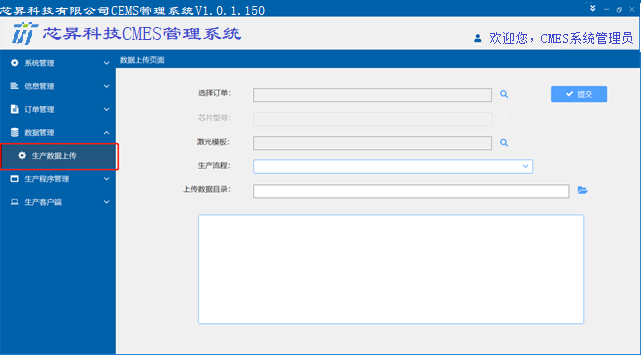 芯昇科技有限公司CEMS管理系统V1.0.1.150
芯昇科技CMES管理系统
欢迎您，CMES系统管理员
系统管理
数据上传页面
信息管理
订单管理
数据管理
生产数据上传
生产程序管理
生产客户端
选择订单：
提交
芯片型号：
激光模板：
生产流程：
上传数据目录：